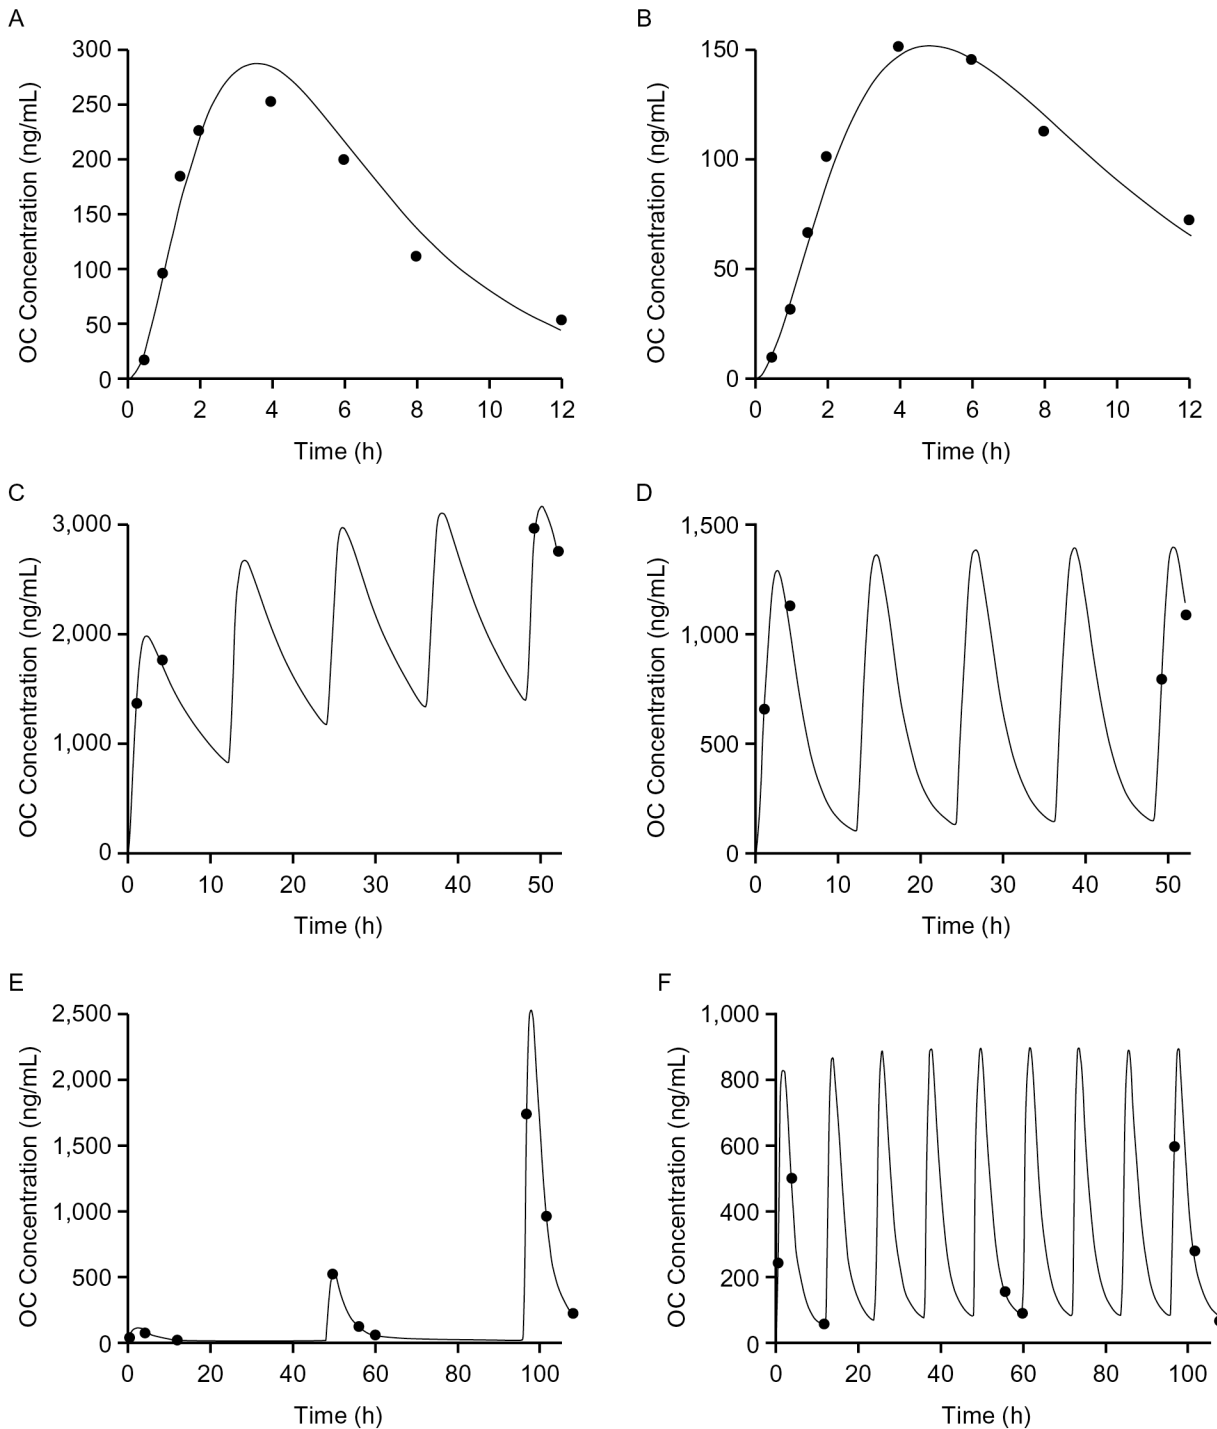 A
OC Concentration (ng/mL)
300
250
200
150
100
50
0
0 2 4 6 8 10 12
Time (h)
B
OC Concentration (ng/mL)
150
100
50
0
0 2 4 6 8 10 12
Time (h)
C
OC Concentration (ng/mL)
3,000
2,000
1,000
0
0 10 20 30 40 50
Time (h)
D
OC Concentration (ng/mL)
1,500
1,000
500
0
0 10 20 30 40 50
Time (h)
E
OC Concentration (ng/mL)
2,500
2,000
1,500
1,000
500
0
0 20 40 60 80 100
Time (h)
F
OC Concentration (ng/mL)
1,000
800
600
400
200
0
0 20 40 60 80 100
Time (h)